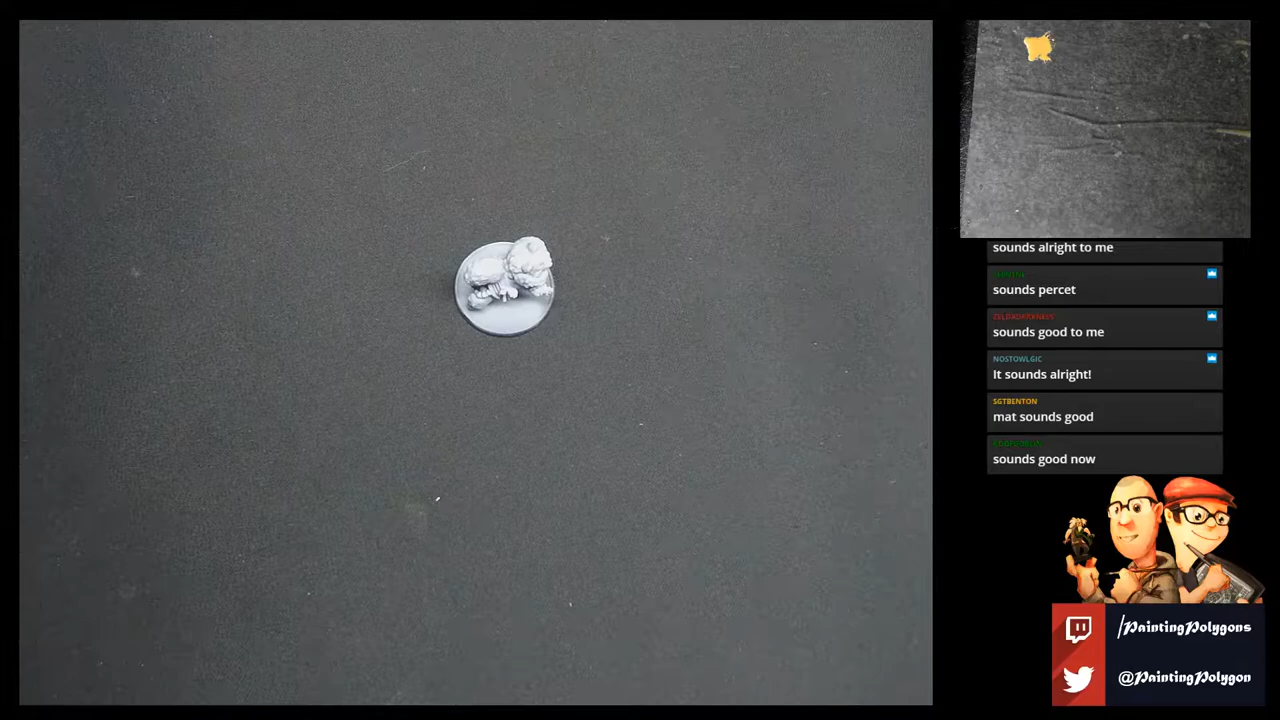 sounds alright to me
sounds percet
ZELDADARKNESS
sounds good to me
NOSTOWLGIC
It sounds alright!
SGTBENTON
mat sounds good
sounds good now
/PaintingPolygons
@PaintingPolygon